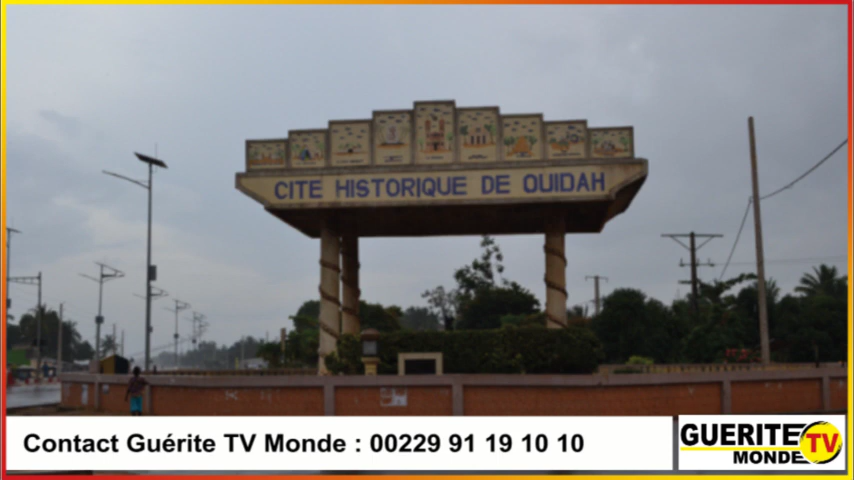 CITE HISTORIQUE DE OUIDAH
Contact Guérite TV Monde : 00229 91 19 10 10
GUERITE TV
MONDE